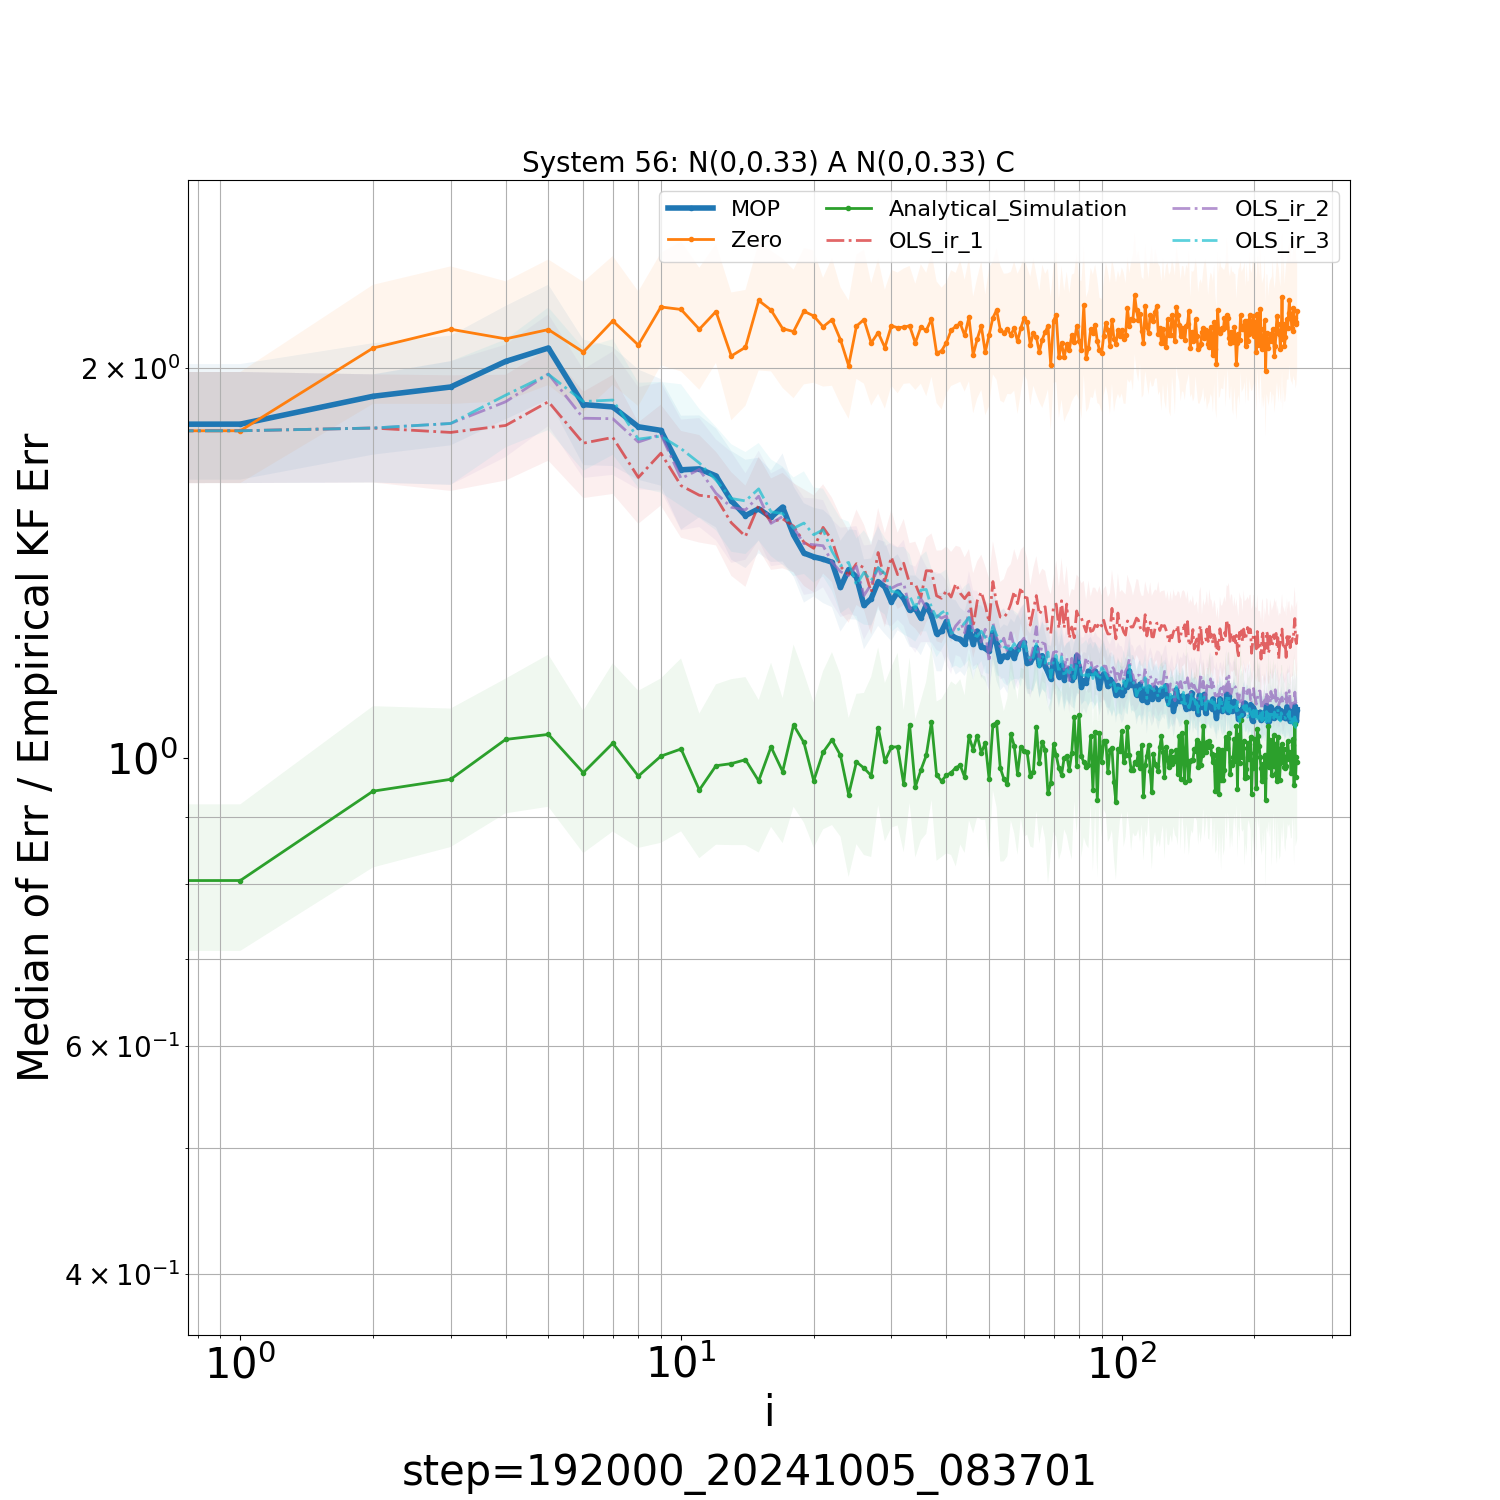 System 56: N(0,0.33) A N(0,0.33) C
MOP
Zero
Analytical_Simulation
OLS_ir_1
OLS_ir_2
OLS_ir_3
Median of Err / Empirical KF Err
2 × 10⁰
10⁰
6 × 10⁻¹
4 × 10⁻¹
10⁰ 10¹ 10²
i
step=192000_20241005_083701